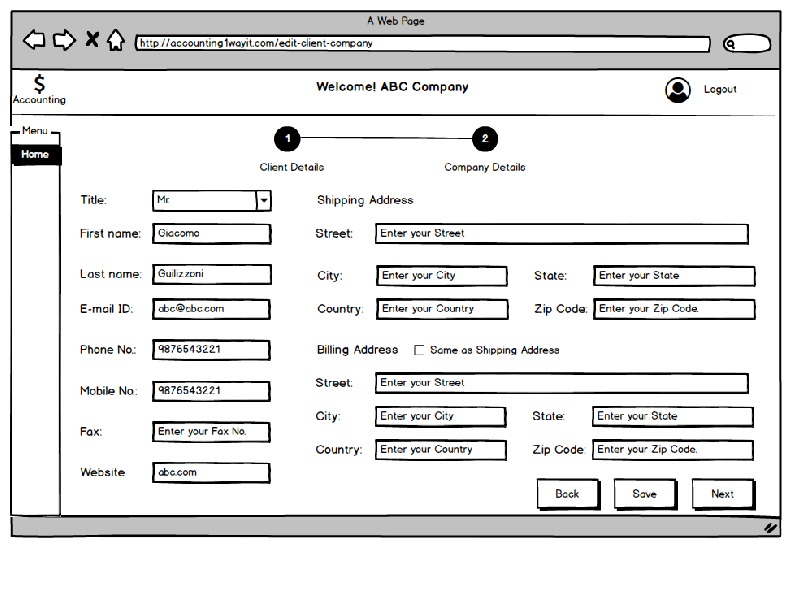 A Web Page
http://accounting1wayit.com/edit-client-company
$
Accounting
Welcome! ABC Company
Logout
Menu
Home
1
2
Client Details
Company Details
Title:
Mr.
First name:
Giacomo
Last name:
Guilizzoni
E-mail ID:
abc@abc.com
Phone No.:
9876543221
Mobile No.:
9876543221
Fax:
Enter your Fax No.
Website
abc.com
Shipping Address
Street:
Enter your Street
City:
Enter your City
State:
Enter your State
Country:
Enter your Country
Zip Code:
Enter your Zip Code.
Billing Address
Same as Shipping Address
Street:
Enter your Street
City:
Enter your City
State:
Enter your State
Country:
Enter your Country
Zip Code:
Enter your Zip Code.
Back
Save
Next